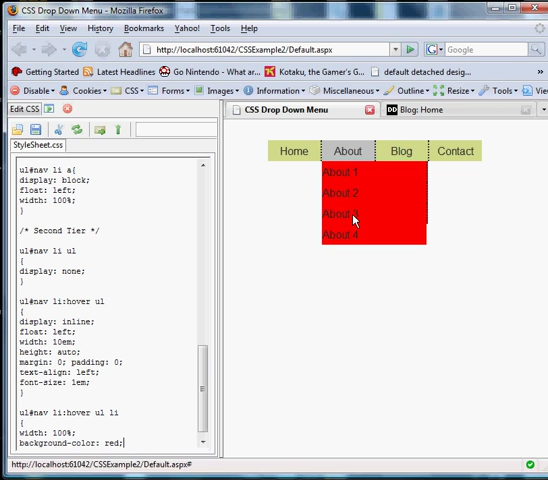 CSS Drop Down Menu - Mozilla Firefox
File Edit View History Bookmarks Yahoo! Tools Help
http://localhost:61042/CSSExample2/Default.aspx
Google
Getting Started Latest Headlines Go Nintendo - What ar... Kotaku, the Gamer's G... default detached desig...
Disable Cookies CSS Forms Images Information Miscellaneous Outline Resize Tools
Edit CSS
CSS Drop Down Menu
DD Blog: Home
StyleSheet.css
ul#nav li a{
display: block;
float: left;
width: 100%;
}
/* Second Tier */
ul#nav li ul
{
display: none;
}
ul#nav li:hover ul
{
display: inline;
float: left;
width: 10em;
height: auto;
margin: 0; padding: 0;
text-align: left;
font-size: 1em;
}
ul#nav li:hover ul li
{
width: 100%;
background-color: red;
Home About Blog Contact
About 1
About 2
About 3
About 4
http://localhost:61042/CSSExample2/Default.aspx#